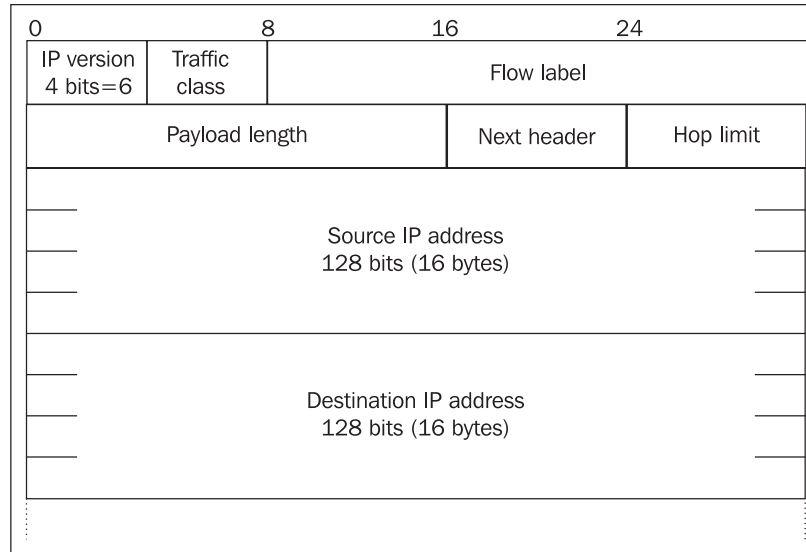 0 8 16 24
IP version Traffic
4 bits=6 class
Flow label
Payload length Next header Hop limit
Source IP address
128 bits (16 bytes)
Destination IP address
128 bits (16 bytes)